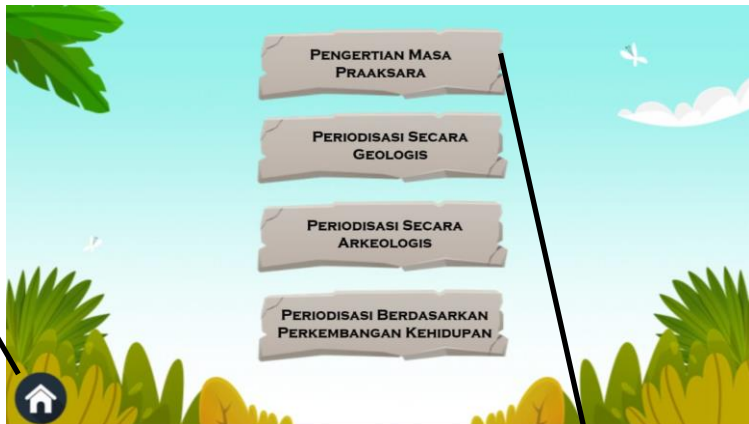 PENGERTIAN MASA
PRAAKSARA
PERIODISASI SECARA
GEOLOGIS
PERIODISASI SECARA
ARKEOLOGIS
PERIODISASI BERDASARKAN
PERKEMBANGAN KEHIDUPAN